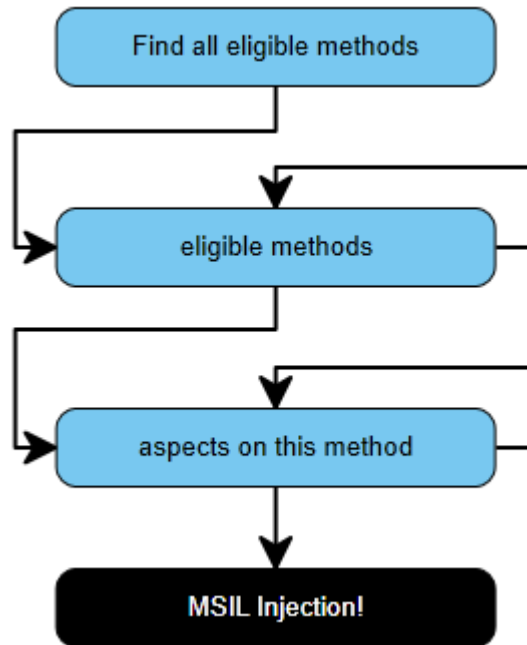 Find all eligible methods
eligible methods
aspects on this method
MSIL Injection!